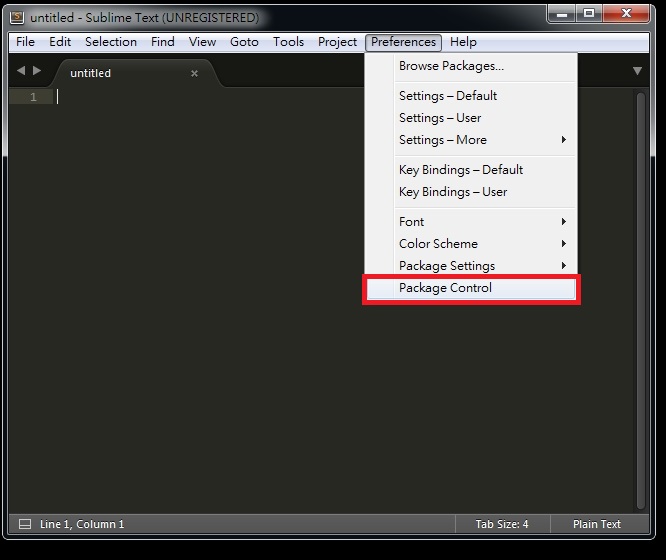 untitled - Sublime Text (UNREGISTERED)
File Edit Selection Find View Goto Tools Project Preferences Help
untitled
1
Browse Packages...
Settings – Default
Settings – User
Settings – More
Key Bindings – Default
Key Bindings – User
Font
Color Scheme
Package Settings
Package Control
Line 1, Column 1
Tab Size: 4
Plain Text